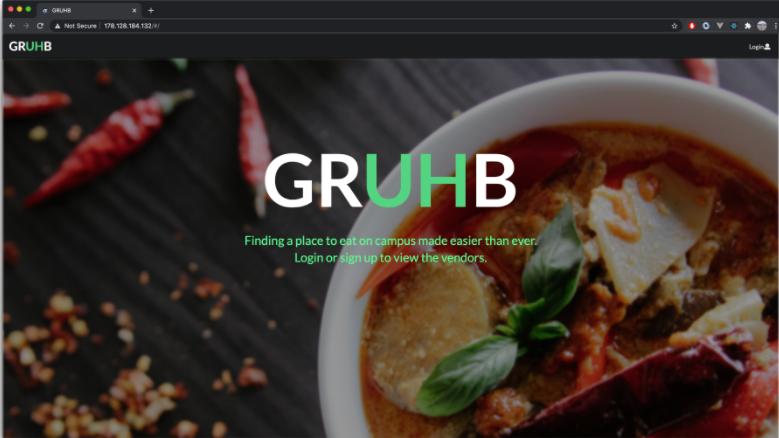 GRUHB
Not Secure | 178.128.184.132/#/
GRUHB
Login
GRUHB
Finding a place to eat on campus made easier than ever.
Login or sign up to view the vendors.